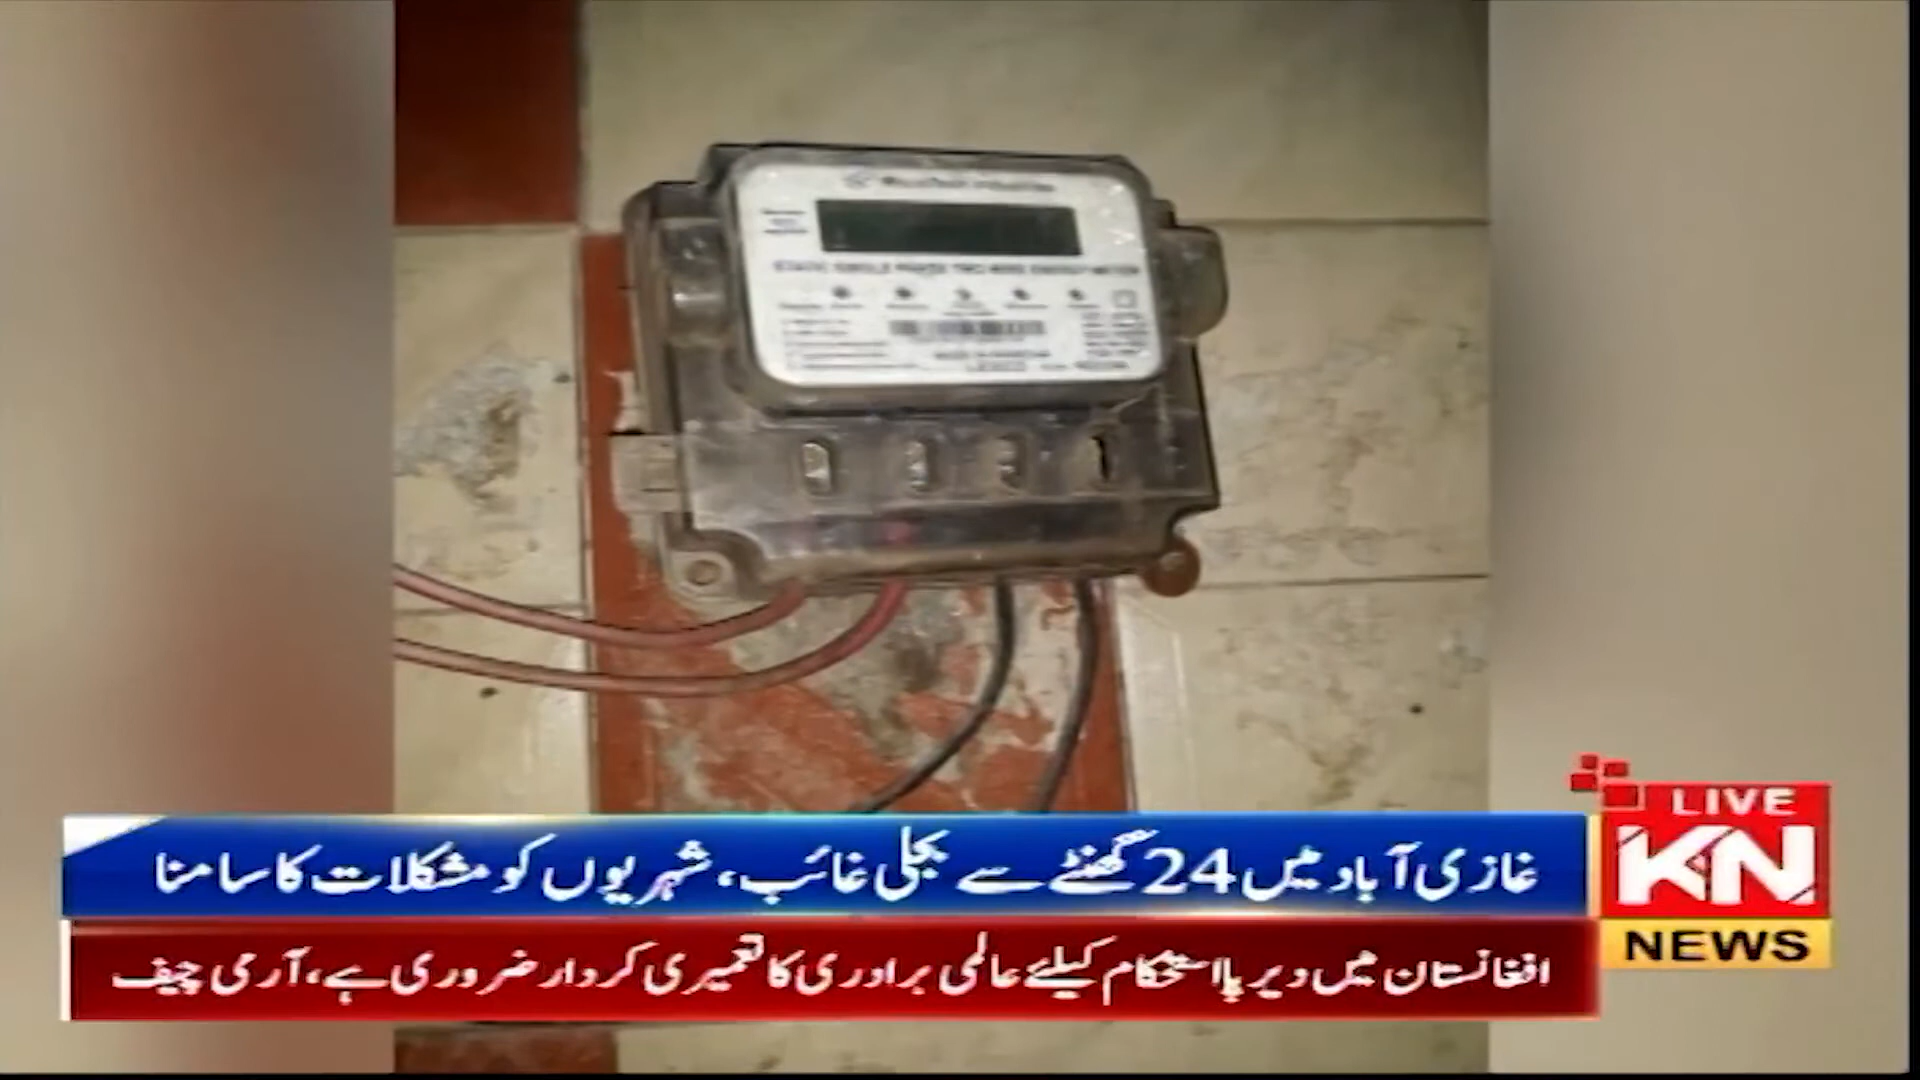 STATIC SINGLE PHASE TWO WIRE ENERGY METER
LESCO
غازی آباد میں 24 گھنٹے سے بجلی غائب، شہریوں کو مشکلات کا سامنا
افغانستان میں دیرپا استحکام کیلئے عالمی برادری کا تعمیری کردار ضروری ہے، آرمی چیف
LIVE
KN
NEWS